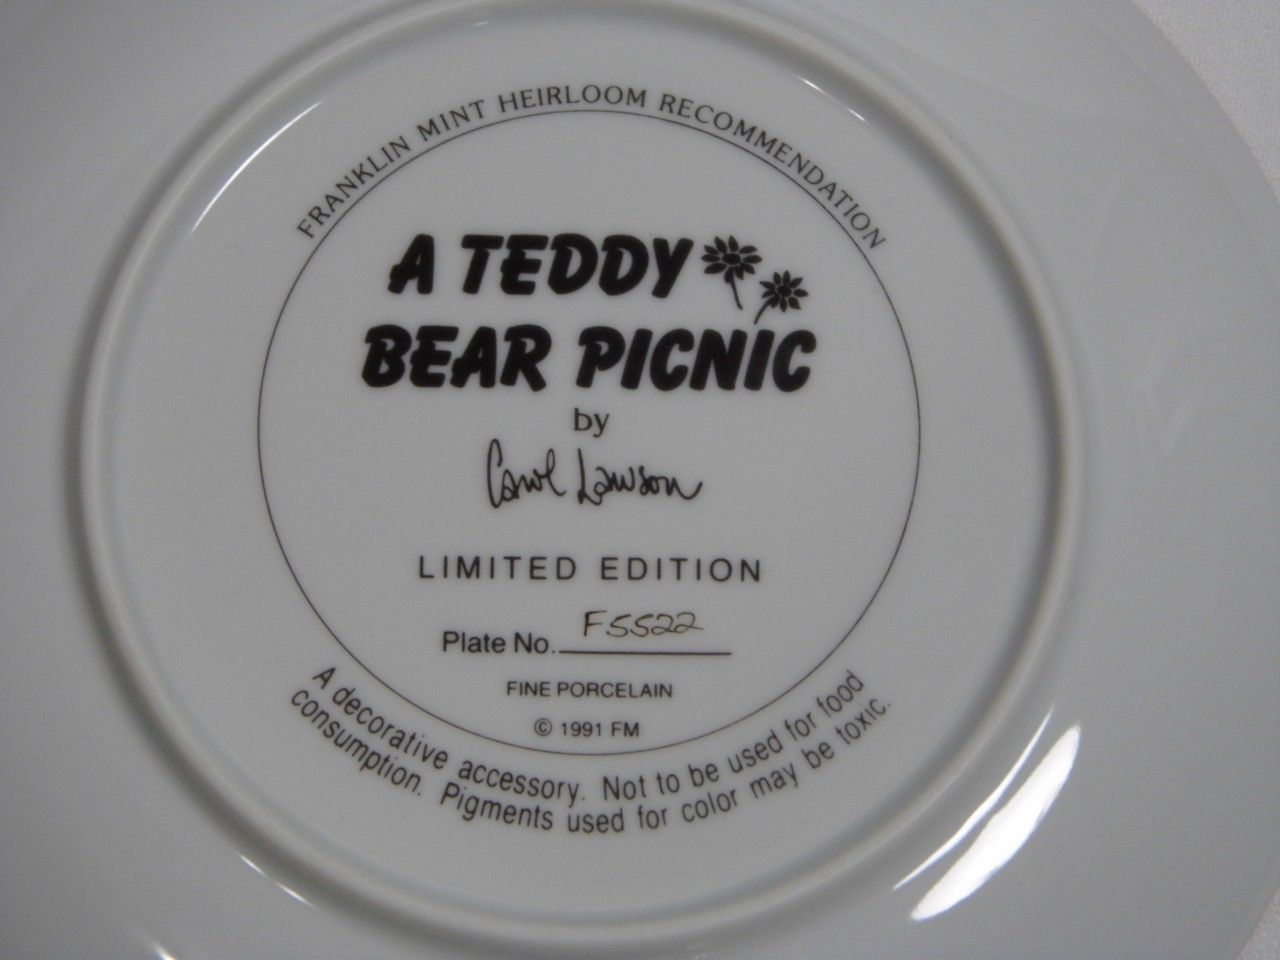 FRANKLIN MINT HEIRLOOM RECOMMENDATION
A TEDDY
BEAR PICNIC
by
Carol Lawson
LIMITED EDITION
Plate No. F5522
FINE PORCELAIN
© 1991 FM
A decorative accessory. Not to be used for food
consumption. Pigments used for color may be toxic.